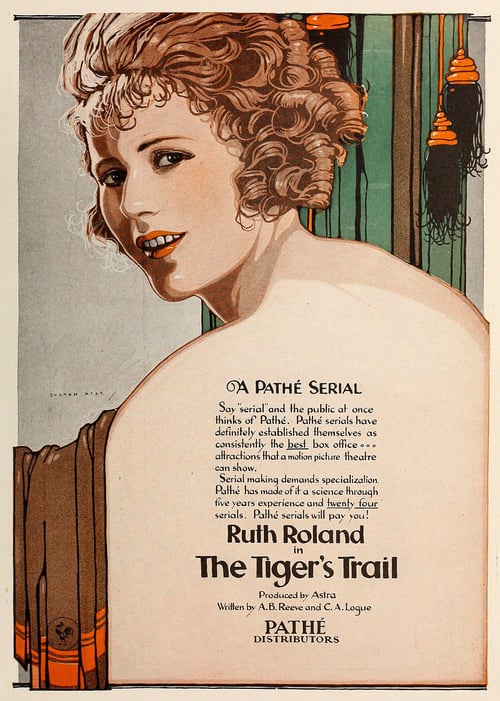 A PATHÉ SERIAL
Say "serial" and the public at once
thinks of Pathé. Pathé serials have
definitely established themselves as
consistently the best box office
attractions that a motion picture theatre
can show.
Serial making demands specialization.
Pathé has made of it a science through
five years experience and twenty four
serials. Pathé serials will pay you!
Ruth Roland
in
The Tiger's Trail
Produced by Astra
Written by A.B. Reeve and C.A. Logue
PATHÉ
DISTRIBUTORS